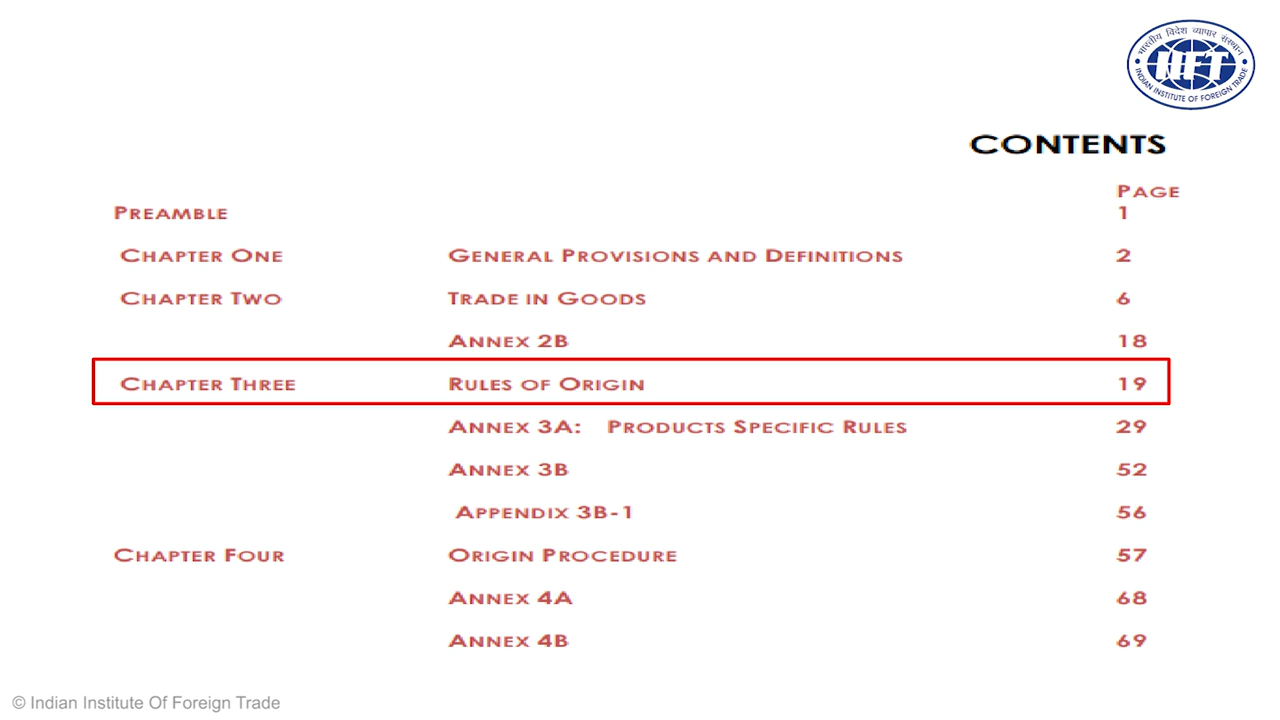 भारतीय विदेश व्यापार संस्थान
IIFT
INDIAN INSTITUTE OF FOREIGN TRADE
CONTENTS
PAGE
PREAMBLE 1
CHAPTER ONE GENERAL PROVISIONS AND DEFINITIONS 2
CHAPTER TWO TRADE IN GOODS 6
ANNEX 2B 18
CHAPTER THREE RULES OF ORIGIN 19
ANNEX 3A: PRODUCTS SPECIFIC RULES 29
ANNEX 3B 52
APPENDIX 3B-1 56
CHAPTER FOUR ORIGIN PROCEDURE 57
ANNEX 4A 68
ANNEX 4B 69
© Indian Institute Of Foreign Trade